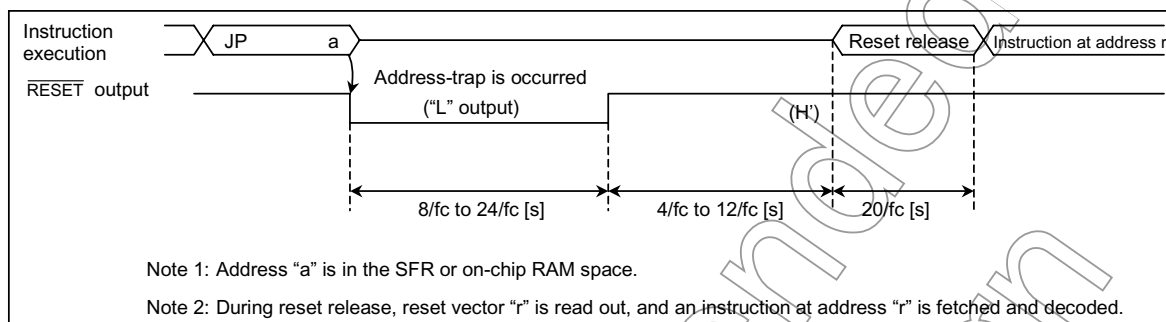 Instruction execution
JP a
Reset release
Instruction at address r
RESET output
Address-trap is occurred
("L" output)
(H')
8/fc to 24/fc [s]
4/fc to 12/fc [s]
20/fc [s]
Note 1: Address "a" is in the SFR or on-chip RAM space.
Note 2: During reset release, reset vector "r" is read out, and an instruction at address "r" is fetched and decoded.